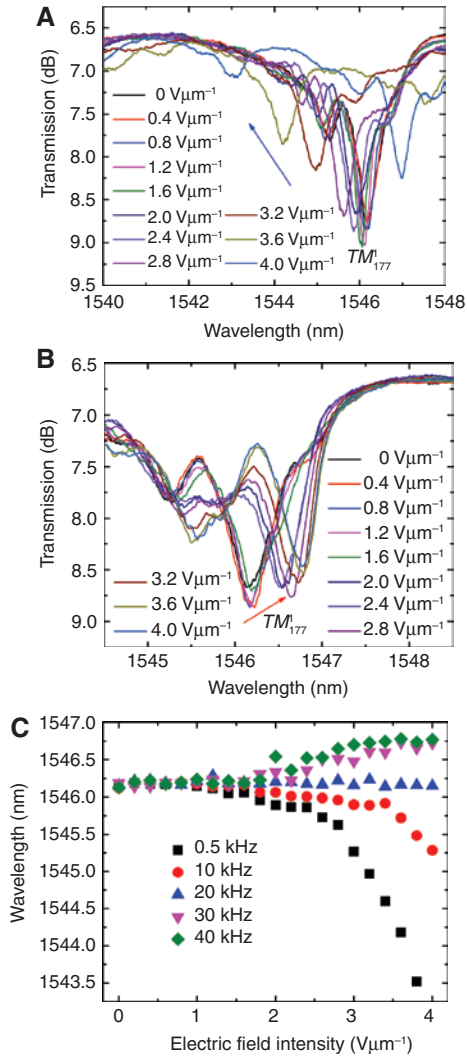 A
Transmission (dB)
6.5
7.0
7.5
8.0
8.5
9.0
9.5
0 Vμm⁻¹
0.4 Vμm⁻¹
0.8 Vμm⁻¹
1.2 Vμm⁻¹
1.6 Vμm⁻¹
2.0 Vμm⁻¹
2.4 Vμm⁻¹
2.8 Vμm⁻¹
3.2 Vμm⁻¹
3.6 Vμm⁻¹
4.0 Vμm⁻¹
TM¹₁₇₇
1540 1542 1544 1546 1548
Wavelength (nm)
B
Transmission (dB)
6.5
7.0
7.5
8.0
8.5
9.0
0 Vμm⁻¹
0.4 Vμm⁻¹
0.8 Vμm⁻¹
1.2 Vμm⁻¹
1.6 Vμm⁻¹
2.0 Vμm⁻¹
2.4 Vμm⁻¹
2.8 Vμm⁻¹
3.2 Vμm⁻¹
3.6 Vμm⁻¹
4.0 Vμm⁻¹
TM¹₁₇₇
1545 1546 1547 1548
Wavelength (nm)
C
Wavelength (nm)
1547.0
1546.5
1546.0
1545.5
1545.0
1544.5
1544.0
1543.5
0.5 kHz
10 kHz
20 kHz
30 kHz
40 kHz
0 1 2 3 4
Electric field intensity (Vμm⁻¹)